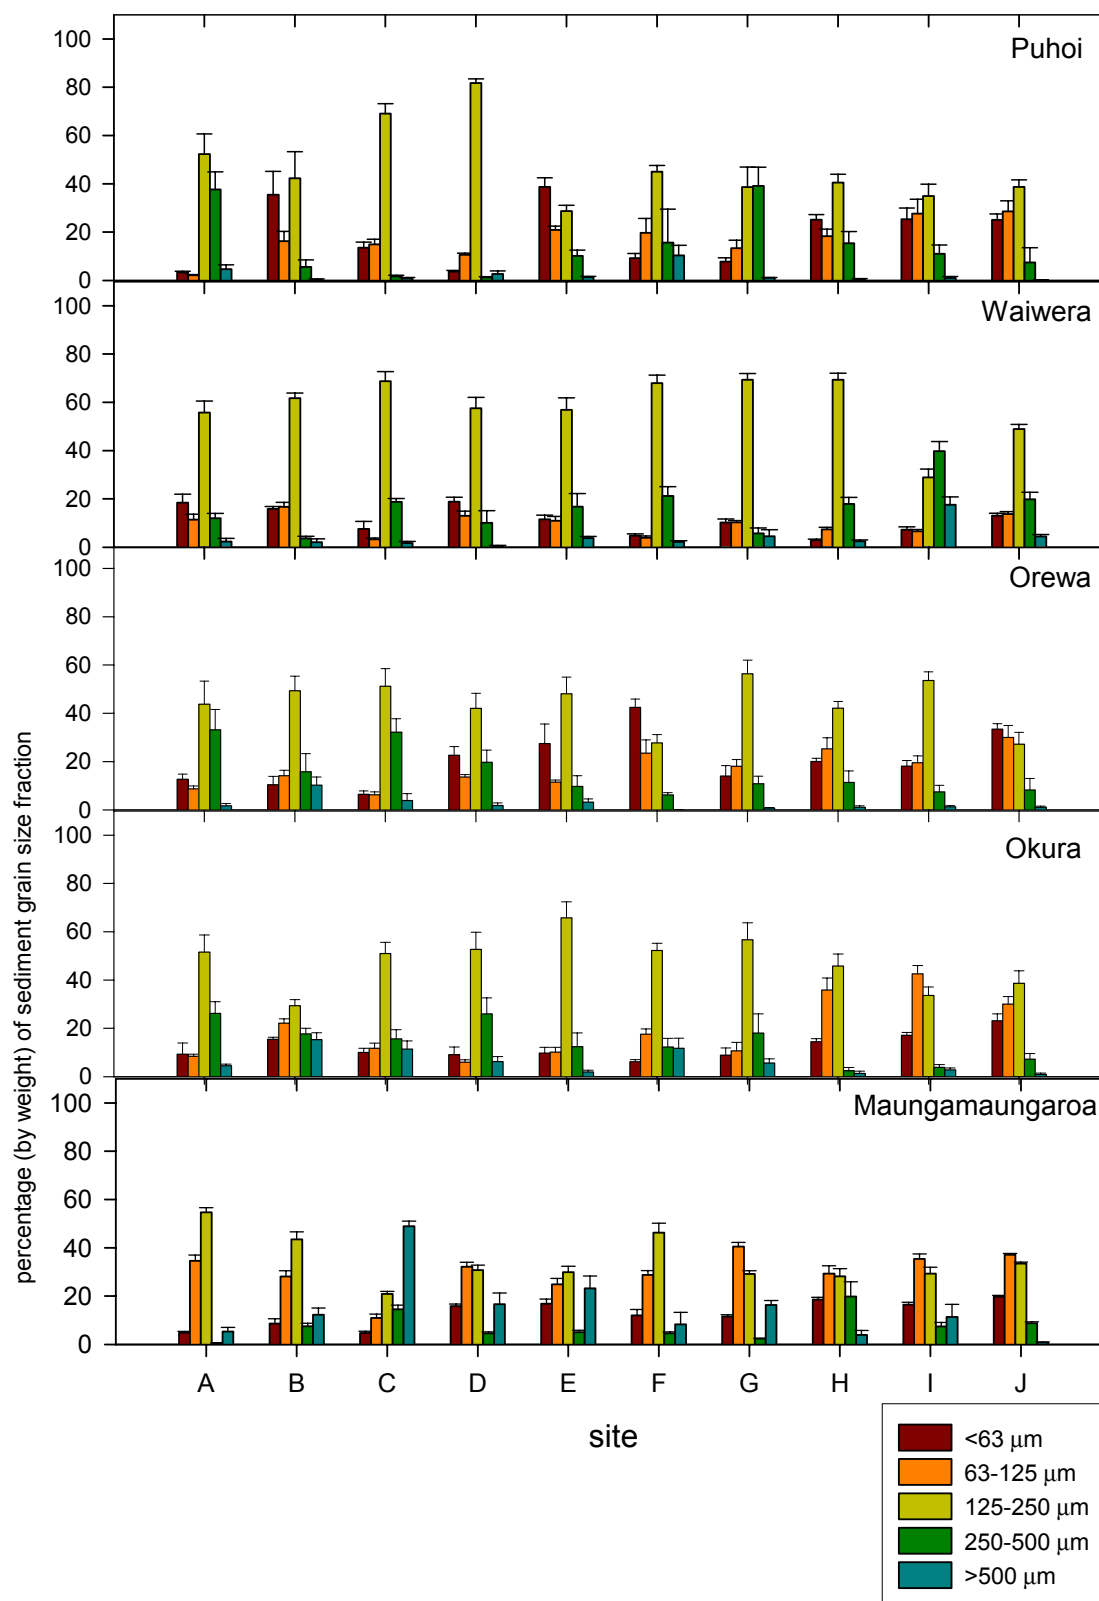 percentage (by weight) of sediment grain size fraction
Puhoi
100
80
60
40
20
0
Waiwera
100
80
60
40
20
0
Orewa
100
80
60
40
20
0
Okura
100
80
60
40
20
0
Maungamaungaroa
100
80
60
40
20
0
A B C D E F G H I J
site
<63 μm
63-125 μm
125-250 μm
250-500 μm
>500 μm